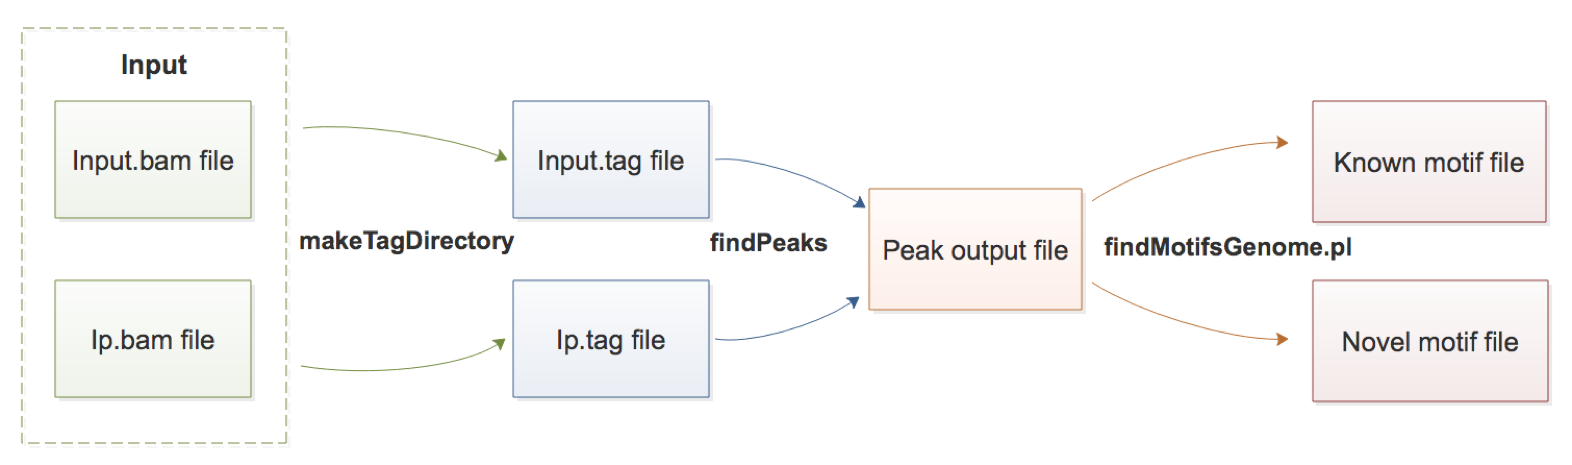 Input
Input.bam file
Ip.bam file
makeTagDirectory
Input.tag file
Ip.tag file
findPeaks
Peak output file
findMotifsGenome.pl
Known motif file
Novel motif file